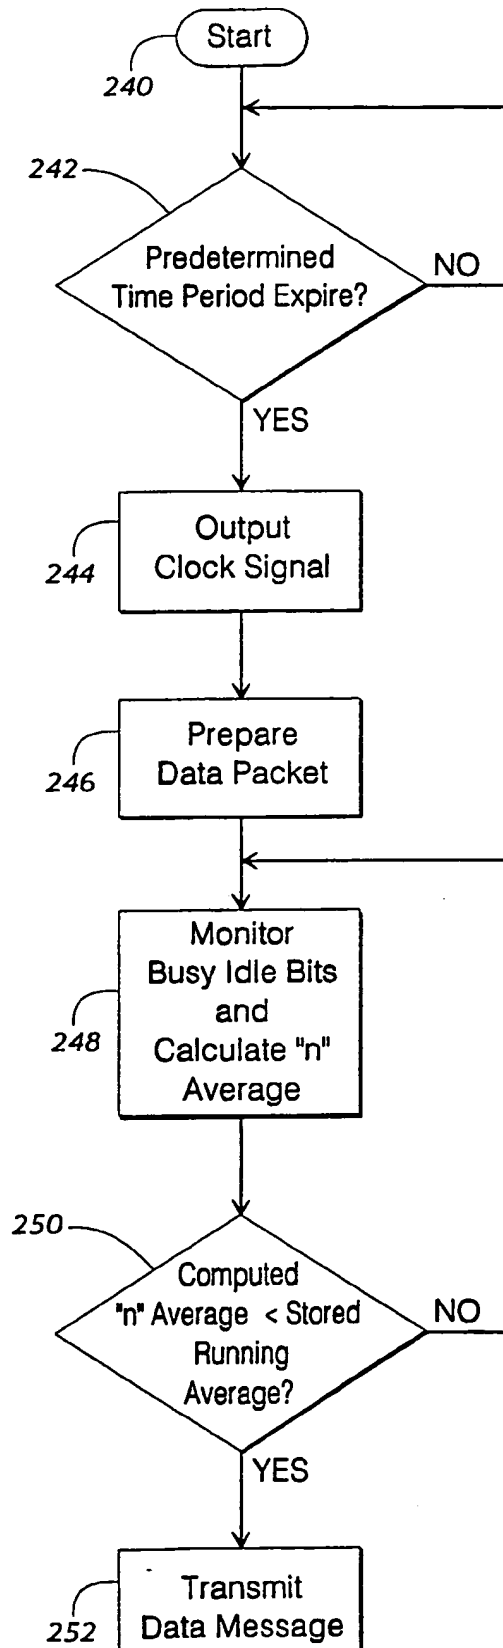 Start
240
242
Predetermined
Time Period Expire?
NO
YES
Output
Clock Signal
244
Prepare
Data Packet
246
Monitor
Busy Idle Bits
and
Calculate "n"
Average
248
250
Computed
"n" Average < Stored
Running
Average?
NO
YES
Transmit
Data Message
252